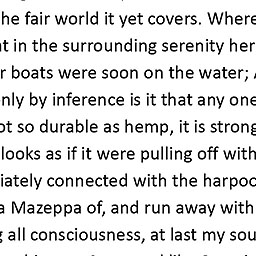 he fair world it yet covers. Where
t in the surrounding serenity her
r boats were soon on the water;
nly by inference is it that any one
ot so durable as hemp, it is strong
looks as if it were pulling off with
iately connected with the harpoo
a Mazeppa of, and run away with
g all consciousness, at last my sou